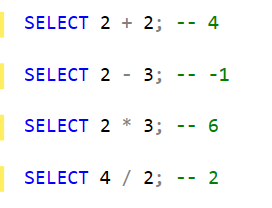 SELECT 2 + 2; -- 4
SELECT 2 - 3; -- -1
SELECT 2 * 3; -- 6
SELECT 4 / 2; -- 2